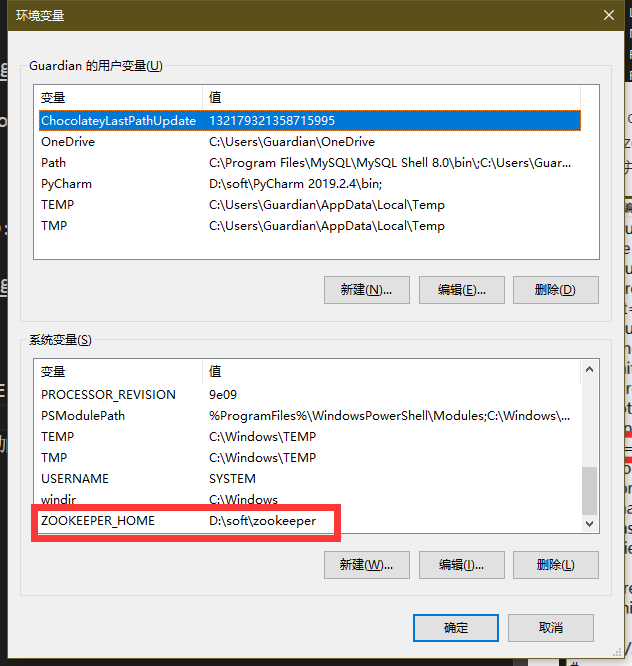 环境变量
Guardian 的用户变量(U)
变量 值
ChocolateyLastPathUpdate 132179321358715995
OneDrive C:\Users\Guardian\OneDrive
Path C:\Program Files\MySQL\MySQL Shell 8.0\bin\;C:\Users\Guar...
PyCharm D:\soft\PyCharm 2019.2.4\bin;
TEMP C:\Users\Guardian\AppData\Local\Temp
TMP C:\Users\Guardian\AppData\Local\Temp
新建(N)... 编辑(E)... 删除(D)
系统变量(S)
变量 值
PROCESSOR_REVISION 9e09
PSModulePath %ProgramFiles%\WindowsPowerShell\Modules;C:\Windows\...
TEMP C:\Windows\TEMP
TMP C:\Windows\TEMP
USERNAME SYSTEM
windir C:\Windows
ZOOKEEPER_HOME D:\soft\zookeeper
新建(W)... 编辑(I)... 删除(L)
确定 取消